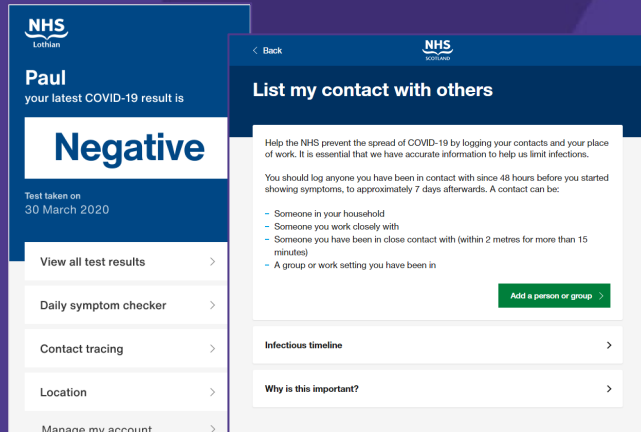 NHS
Lothian
Paul
your latest COVID-19 result is
Negative
Test taken on
30 March 2020
View all test results
Daily symptom checker
Contact tracing
Location
Manage my account
Back
NHS
SCOTLAND
List my contact with others
Help the NHS prevent the spread of COVID-19 by logging your contacts and your place
of work. It is essential that we have accurate information to help us limit infections.
You should log anyone you have been in contact with since 48 hours before you started
showing symptoms, to approximately 7 days afterwards. A contact can be:
- Someone in your household
- Someone you work closely with
- Someone you have been in close contact with (within 2 metres for more than 15
minutes)
- A group or work setting you have been in
Add a person or group
Infectious timeline
Why is this important?